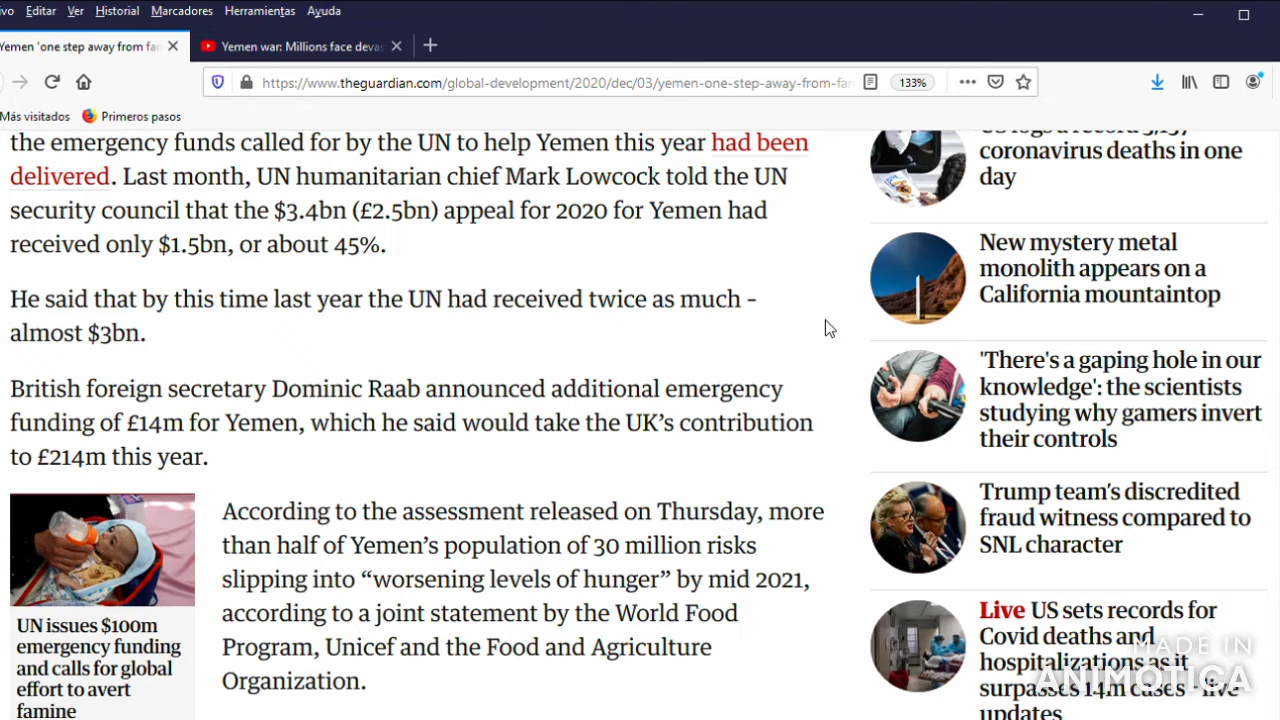 ivo Editar Ver Historial Marcadores Herramientas Ayuda
Yemen 'one step away from fam
Yemen war: Millions face devas
https://www.theguardian.com/global-development/2020/dec/03/yemen-one-step-away-from-fam
133%
Más visitados Primeros pasos
the emergency funds called for by the UN to help Yemen this year had been
delivered. Last month, UN humanitarian chief Mark Lowcock told the UN
security council that the $3.4bn (£2.5bn) appeal for 2020 for Yemen had
received only $1.5bn, or about 45%.
He said that by this time last year the UN had received twice as much –
almost $3bn.
British foreign secretary Dominic Raab announced additional emergency
funding of £14m for Yemen, which he said would take the UK’s contribution
to £214m this year.
According to the assessment released on Thursday, more
than half of Yemen’s population of 30 million risks
slipping into “worsening levels of hunger” by mid 2021,
according to a joint statement by the World Food
Program, Unicef and the Food and Agriculture
Organization.
UN issues $100m
emergency funding
and calls for global
effort to avert
famine
US logs a record 3,157
coronavirus deaths in one
day
New mystery metal
monolith appears on a
California mountaintop
'There's a gaping hole in our
knowledge': the scientists
studying why gamers invert
their controls
Trump team’s discredited
fraud witness compared to
SNL character
Live US sets records for
Covid deaths and
hospitalizations as it
surpasses 14m cases – live
updates
MADE IN
ANIMOTICA